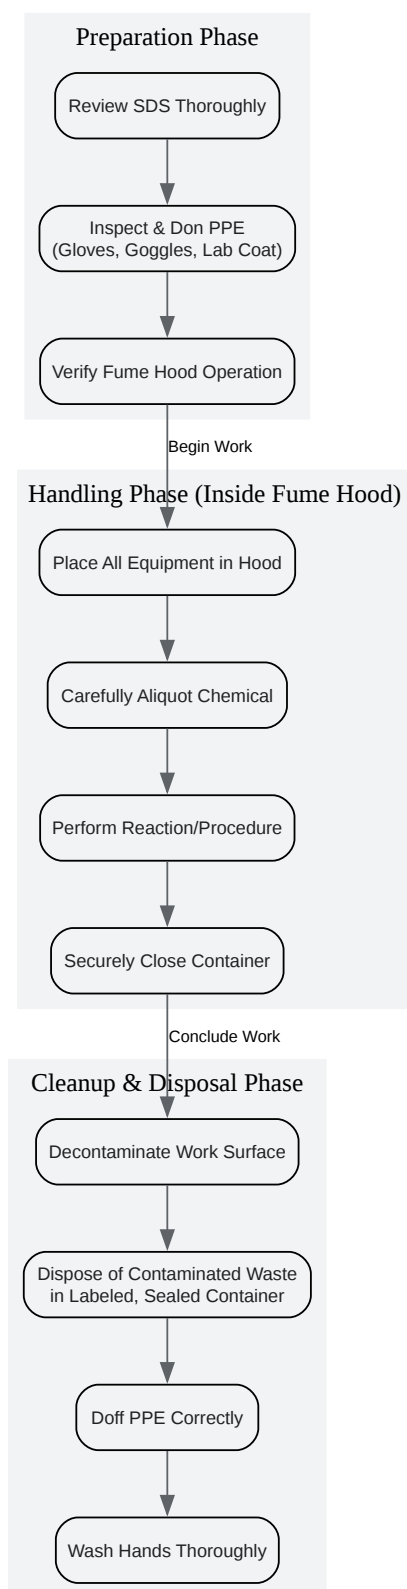 Preparation Phase
Review SDS Thoroughly
Inspect & Don PPE
(Gloves, Goggles, Lab Coat)
Verify Fume Hood Operation
Begin Work
Handling Phase (Inside Fume Hood)
Place All Equipment in Hood
Carefully Aliquot Chemical
Perform Reaction/Procedure
Securely Close Container
Conclude Work
Cleanup & Disposal Phase
Decontaminate Work Surface
Dispose of Contaminated Waste
in Labeled, Sealed Container
Doff PPE Correctly
Wash Hands Thoroughly